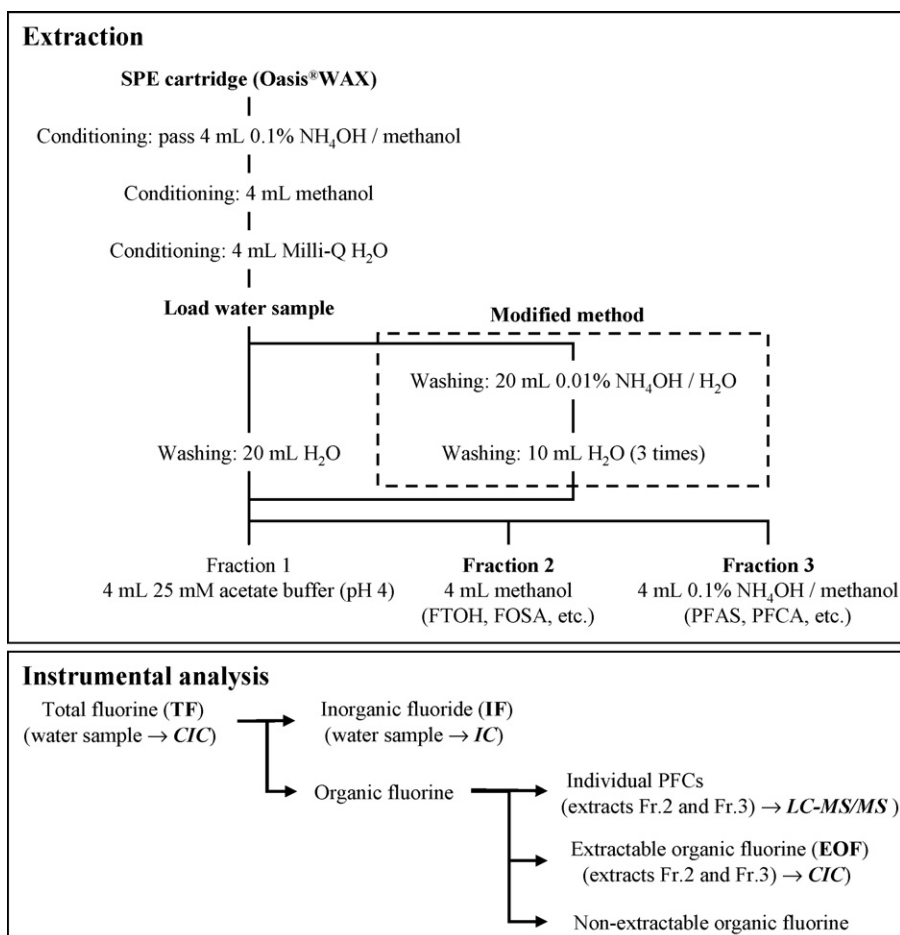 Extraction
SPE cartridge (Oasis®WAX)
Conditioning: pass 4 mL 0.1% NH₄OH / methanol
Conditioning: 4 mL methanol
Conditioning: 4 mL Milli-Q H₂O
Load water sample
Modified method
Washing: 20 mL 0.01% NH₄OH / H₂O
Washing: 20 mL H₂O
Washing: 10 mL H₂O (3 times)
Fraction 1
4 mL 25 mM acetate buffer (pH 4)
Fraction 2
4 mL methanol
(FTOH, FOSA, etc.)
Fraction 3
4 mL 0.1% NH₄OH / methanol
(PFAS, PFCA, etc.)
Instrumental analysis
Total fluorine (TF)
(water sample → CIC)
Inorganic fluoride (IF)
(water sample → IC)
Organic fluorine
Individual PFCs
(extracts Fr.2 and Fr.3) → LC-MS/MS )
Extractable organic fluorine (EOF)
(extracts Fr.2 and Fr.3) → CIC)
Non-extractable organic fluorine